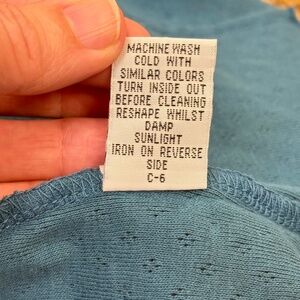 MACHINE WASH
COLD WITH
SIMILAR COLORS
TURN INSIDE OUT
BEFORE CLEANING
RESHAPE WHILST
DAMP
SUNLIGHT
IRON ON REVERSE
SIDE
C-6